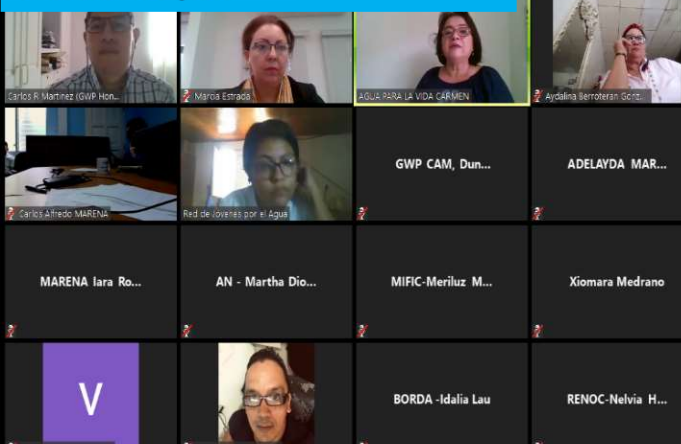 Carlos R Martinez (GWP Hon...
Marcia Estrada
AGUA PARA LA VIDA CARMEN
Aydalina Berroteran Gonz...
Carlos Alfredo MARENA
Red de Jóvenes por el Agua
GWP CAM, Dun...
ADELAYDA MAR...
MARENA Iara Ro...
AN - Martha Dio...
MIFIC-Meriluz M...
Xiomara Medrano
V
BORDA -Idalia Lau
RENOC-Nelvia H...